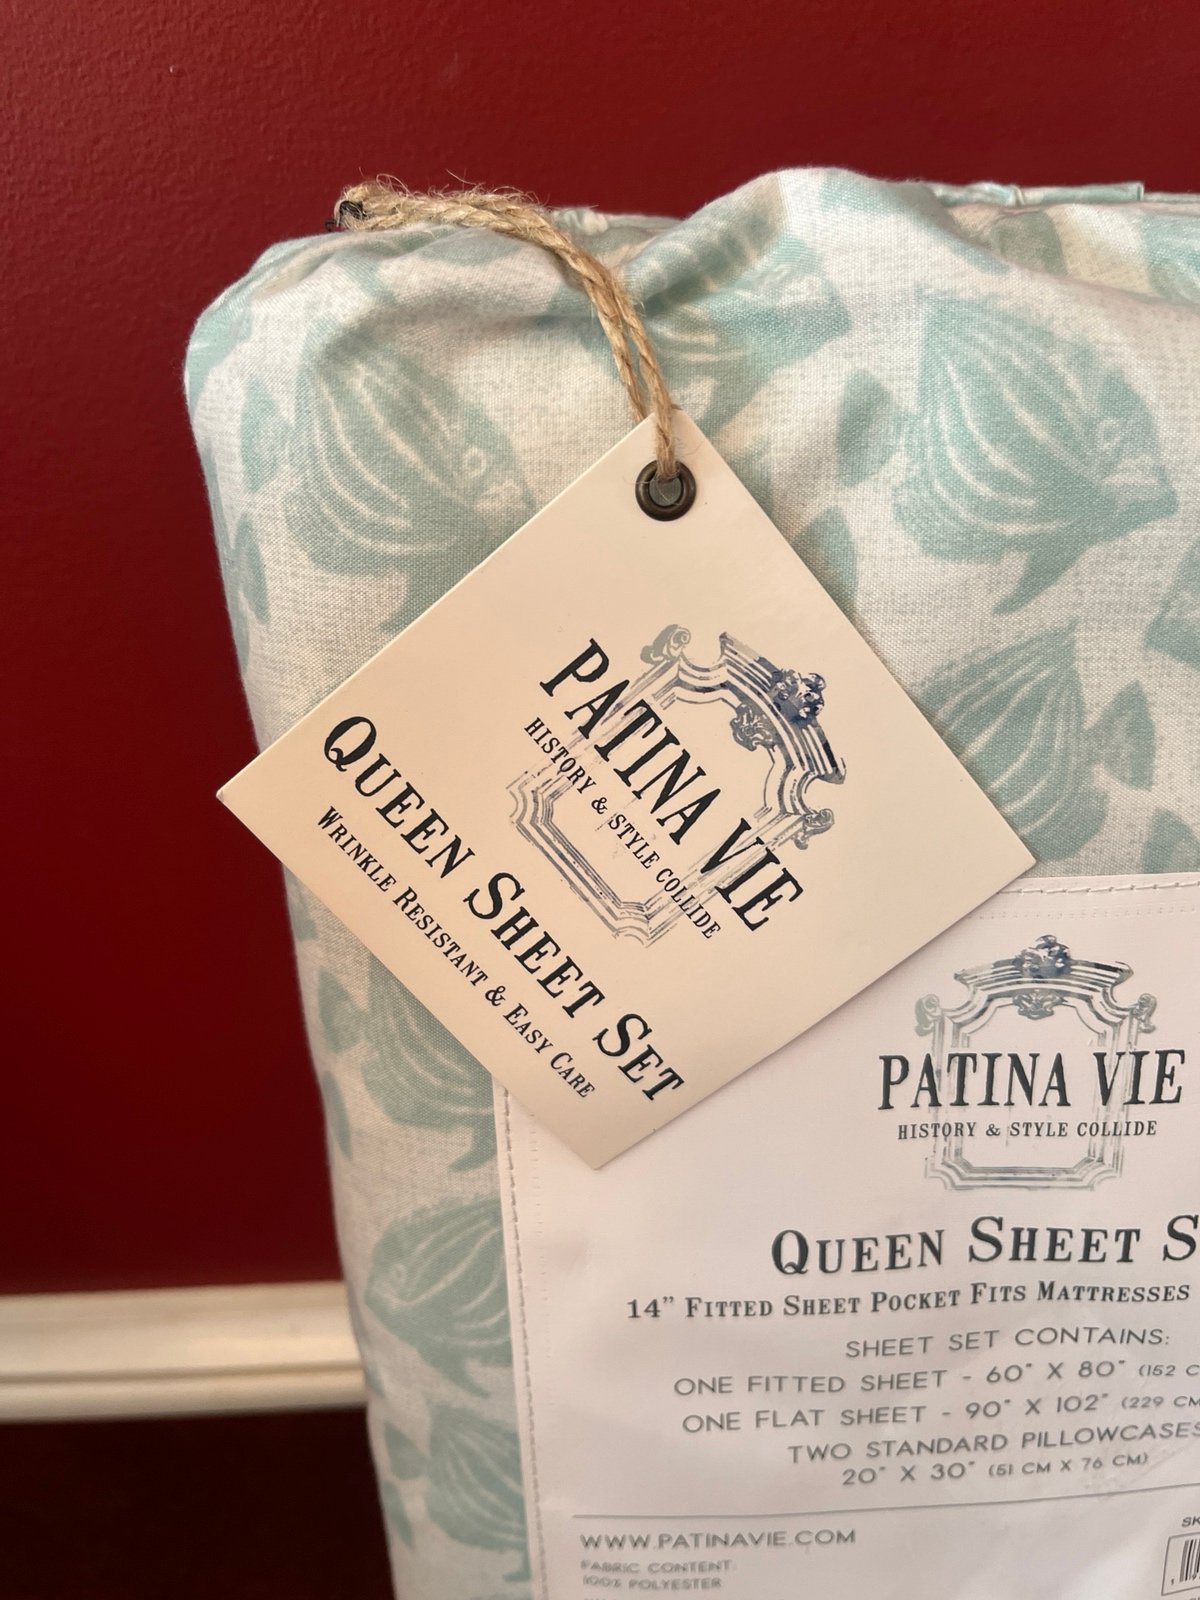 PATINA VIE
HISTORY & STYLE COLLIDE
QUEEN SHEET SET
WRINKLE RESISTANT & EASY CARE
PATINA VIE
HISTORY & STYLE COLLIDE
QUEEN SHEET S
14” FITTED SHEET POCKET FITS MATTRESSES
SHEET SET CONTAINS:
ONE FITTED SHEET - 60" X 80" (152 C
ONE FLAT SHEET - 90" X 102" (229 CM
TWO STANDARD PILLOWCASES
20" X 30" (51 CM X 76 CM)
WWW.PATINAVIE.COM
SK
FABRIC CONTENT:
100% POLYESTER